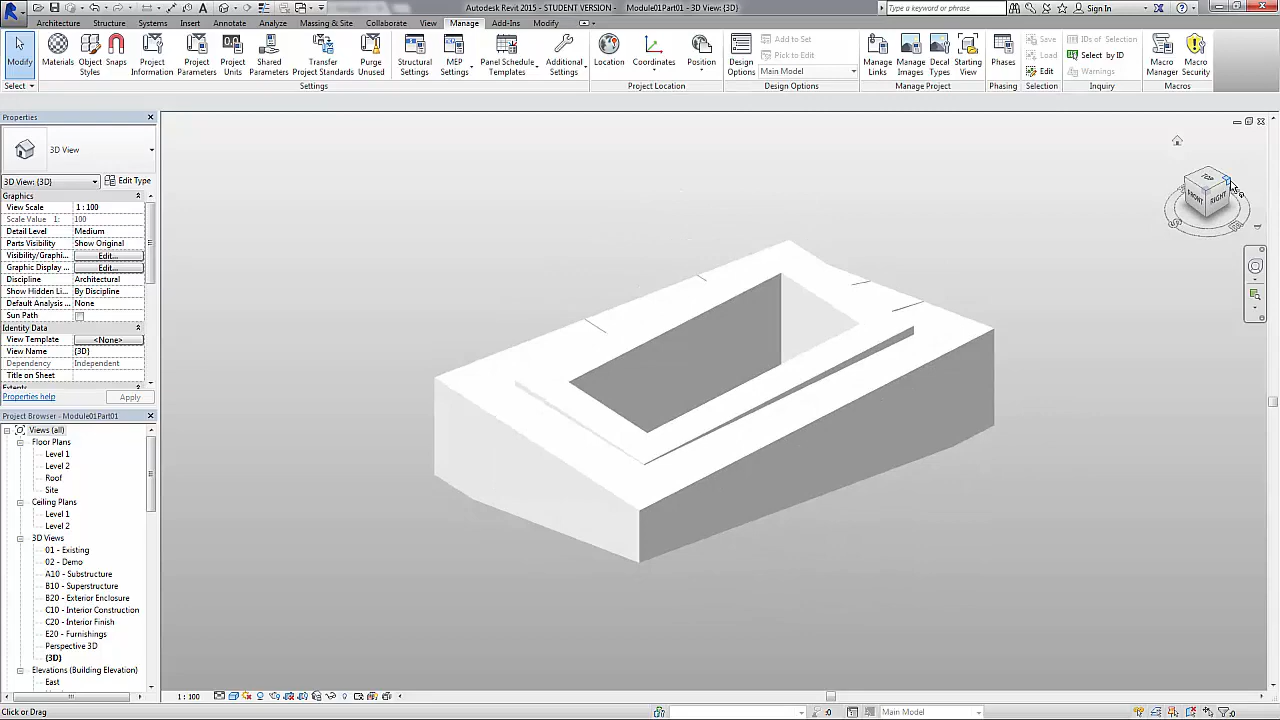 Autodesk Revit 2015 - STUDENT VERSION - Module01Part01 - 3D View: {3D}
Type a keyword or phrase
Sign In
Architecture Structure Systems Insert Annotate Analyze Massing & Site Collaborate View Manage Add-Ins Modify
Modify
Object Styles
Snaps
Project Information
Project Parameters
Project Units
Shared Parameters
Transfer Project Standards
Purge Unused
Structural Settings
MEP Settings
Panel Schedule Templates
Additional Settings
Location
Coordinates
Position
Design Options
Add to Set
Pick to Edit
Main Model
Manage Links
Manage Images
Decal Types
Starting View
Phases
Save
Load
Edit
IDs of Selection
Select by ID
Warnings
Macro Manager
Macro Security
Select
Settings
Project Location
Design Options
Manage Project
Phasing
Selection
Inquiry
Macros
Properties
3D View
3D View: {3D}
Edit Type
Graphics
View Scale 1 : 100
Scale Value 1: 100
Detail Level Medium
Parts Visibility Show Original
Visibility/Graphi... Edit...
Graphic Display ... Edit...
Discipline Architectural
Show Hidden Li... By Discipline
Default Analysis ... None
Sun Path
Identity Data
View Template <None>
View Name {3D}
Dependency Independent
Title on Sheet
Extents
Properties help
Apply
Project Browser - Module01Part01
Views (all)
Floor Plans
Level 1
Level 2
Roof
Site
Ceiling Plans
Level 1
Level 2
3D Views
01 - Existing
02 - Demo
A10 - Substructure
B10 - Superstructure
B20 - Exterior Enclosure
C10 - Interior Construction
C20 - Interior Finish
E20 - Furnishings
Perspective 3D
{3D}
Elevations (Building Elevation)
East
TOP
FRONT
RIGHT
1 : 100
Click or Drag
:0
Main Model
:0